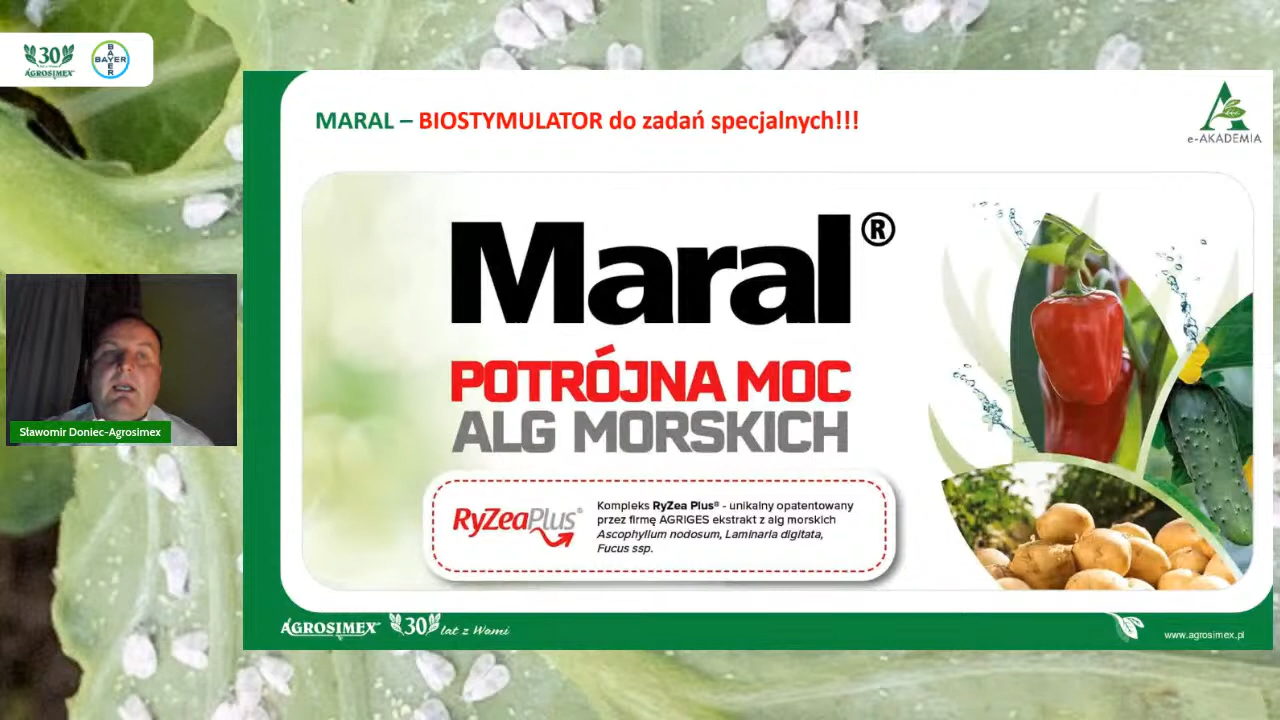 30
AGROSIMEX
BAYER
BAYER
MARAL – BIOSTYMULATOR do zadań specjalnych!!!
e-AKADEMIA
Maral®
POTRÓJNA MOC
ALG MORSKICH
RyZeaPlus®
Kompleks RyZea Plus® - unikalny opatentowany
przez firmę AGRIGES ekstrakt z alg morskich
Ascophyllum nodosum, Laminaria digitata,
Fucus ssp.
Sławomir Doniec-Agrosimex
AGROSIMEX 30 lat z Wami
www.agrosimex.pl